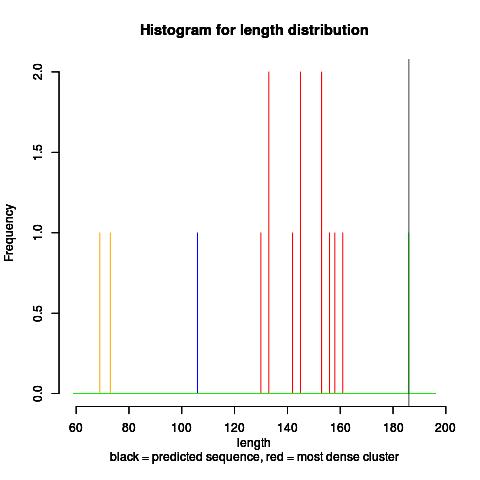 Histogram for length distribution
Frequency
2.0
1.5
1.0
0.5
0.0
60 80 100 120 140 160 180 200
length
black = predicted sequence, red = most dense cluster